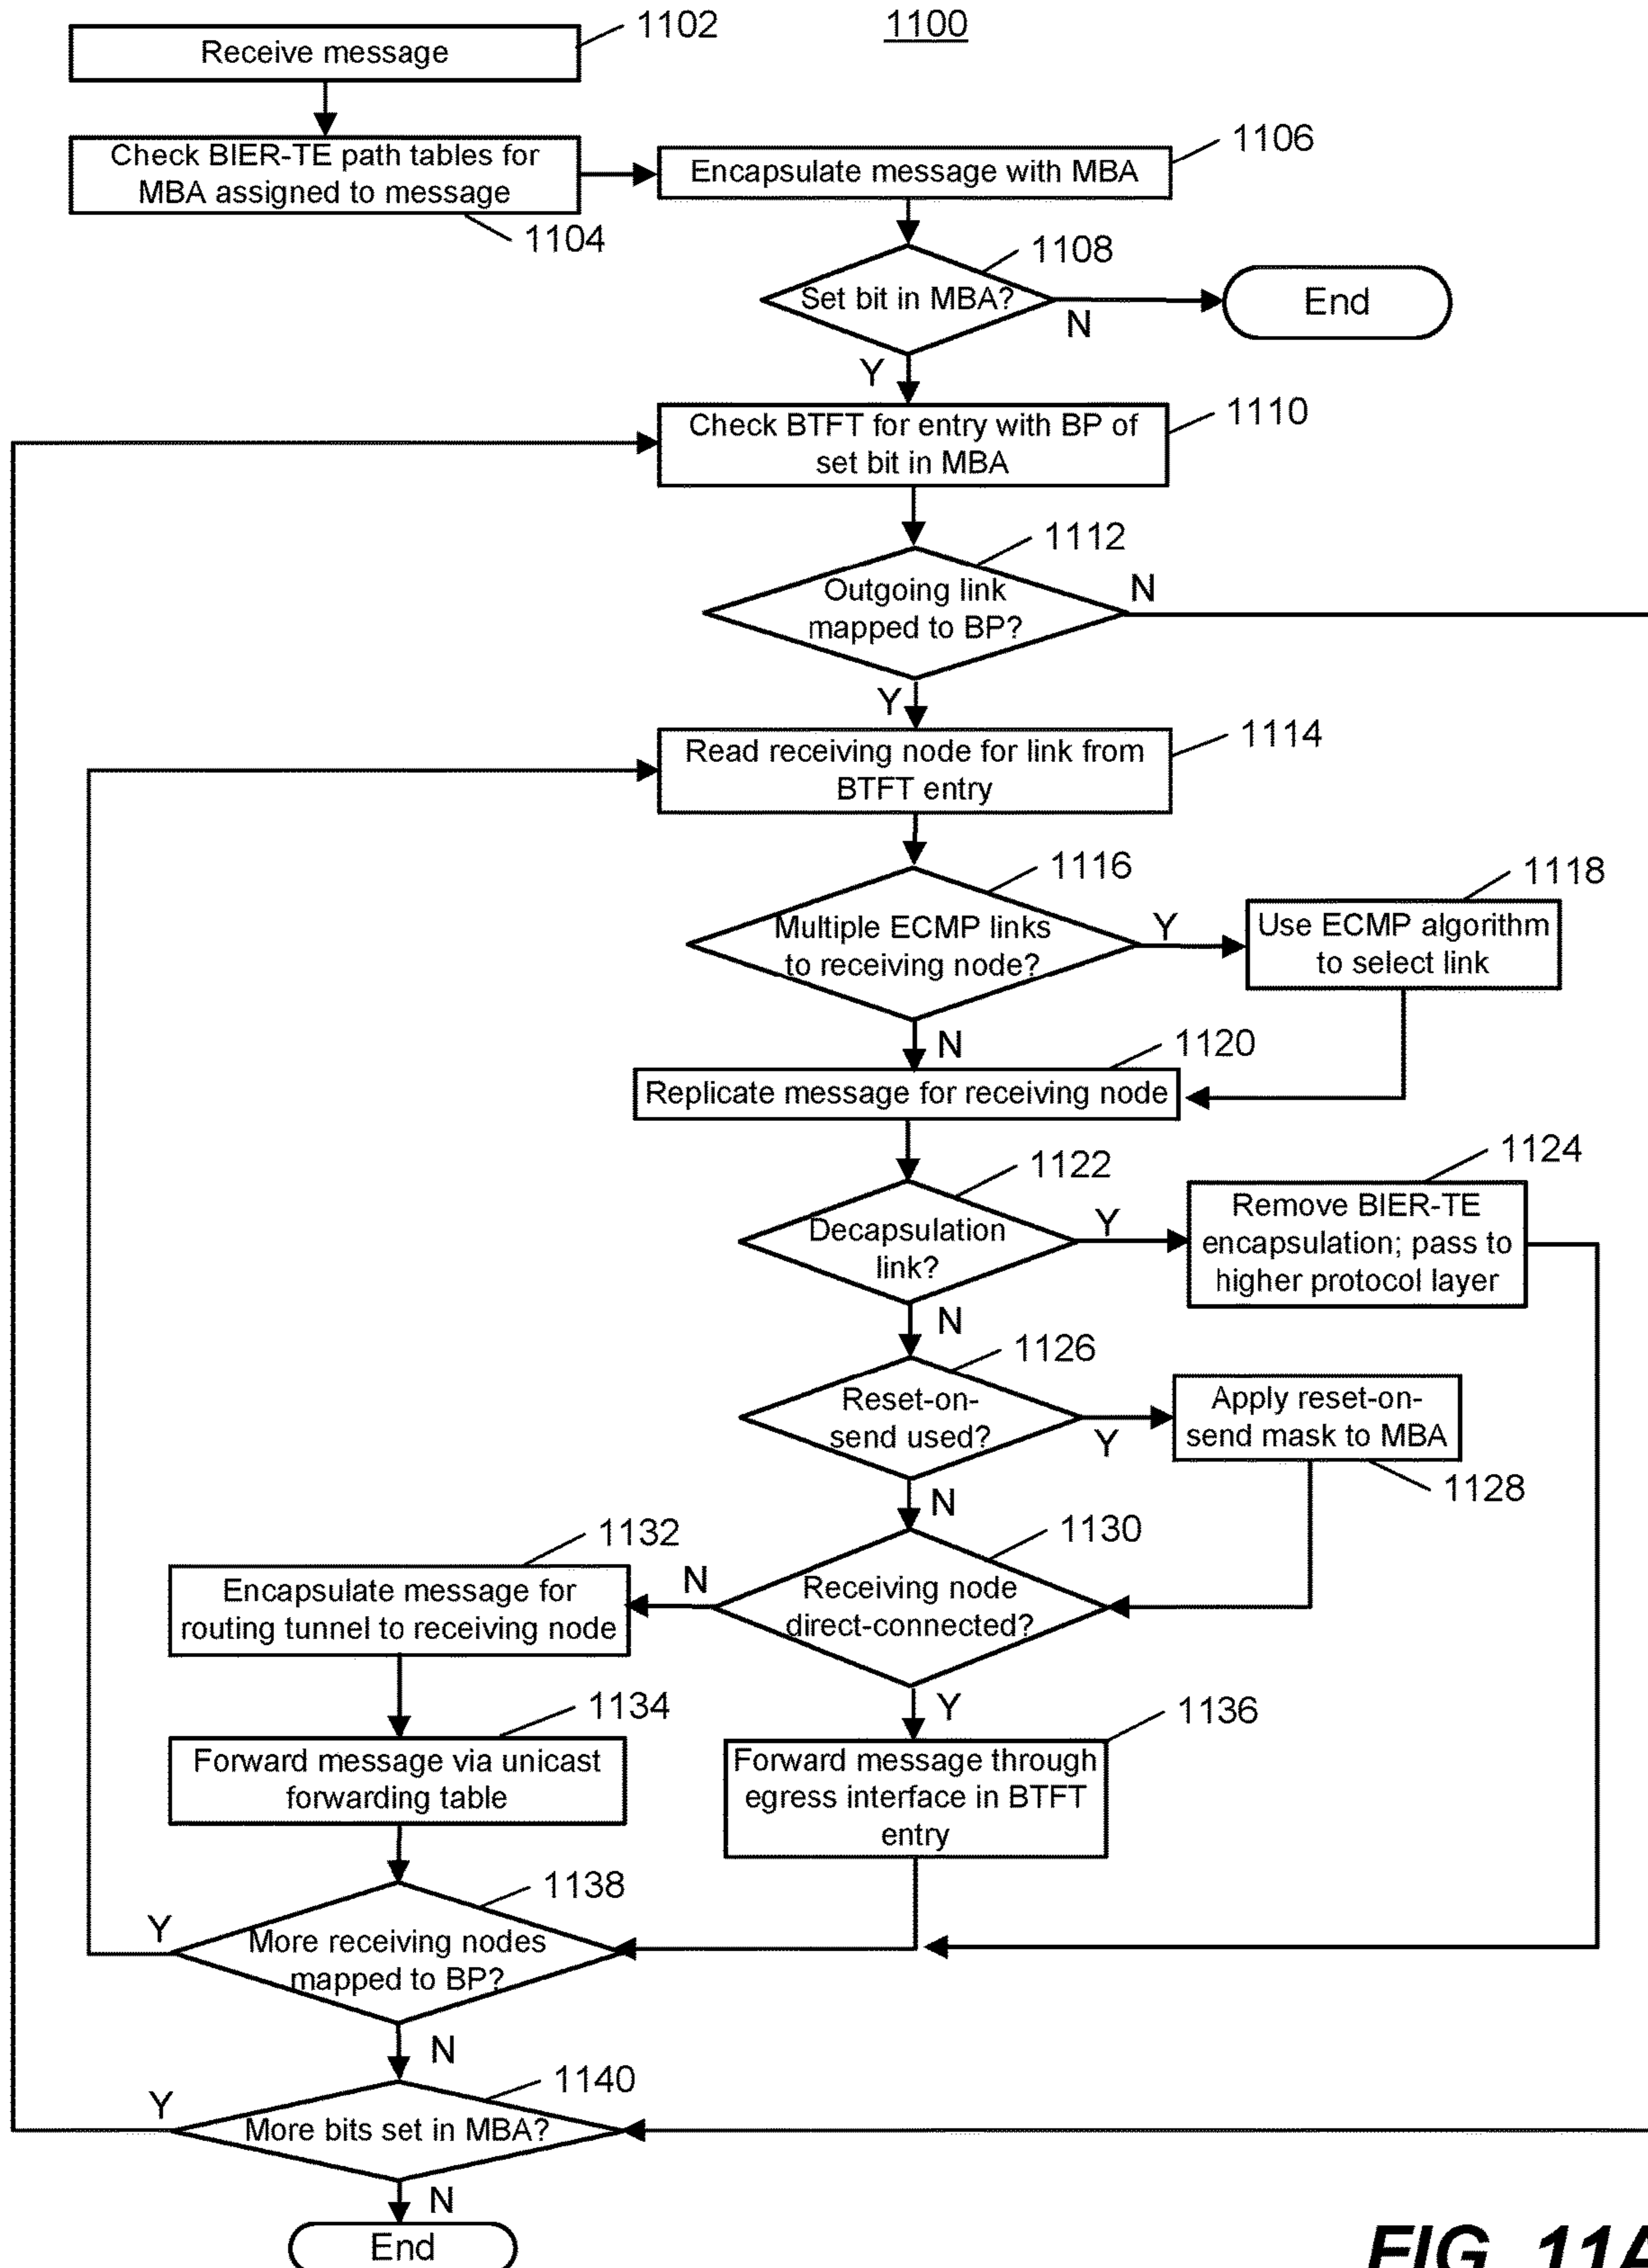 1100
1102
Receive message
Check BIER-TE path tables for
MBA assigned to message
1104
1106
Encapsulate message with MBA
1108
Set bit in MBA?
N
End
Y
1110
Check BTFT for entry with BP of
set bit in MBA
1112
Outgoing link
mapped to BP?
N
Y
1114
Read receiving node for link from
BTFT entry
1116
Multiple ECMP links
to receiving node?
Y
1118
Use ECMP algorithm
to select link
N
1120
Replicate message for receiving node
1122
Decapsulation
link?
Y
1124
Remove BIER-TE
encapsulation; pass to
higher protocol layer
N
1126
Reset-on-
send used?
Y
Apply reset-on-
send mask to MBA
1128
N
1130
Receiving node
direct-connected?
N
1132
Encapsulate message for
routing tunnel to receiving node
1134
Forward message via unicast
forwarding table
Y
1136
Forward message through
egress interface in BTFT
entry
1138
More receiving nodes
mapped to BP?
Y
N
1140
More bits set in MBA?
Y
N
End
FIG. 11A